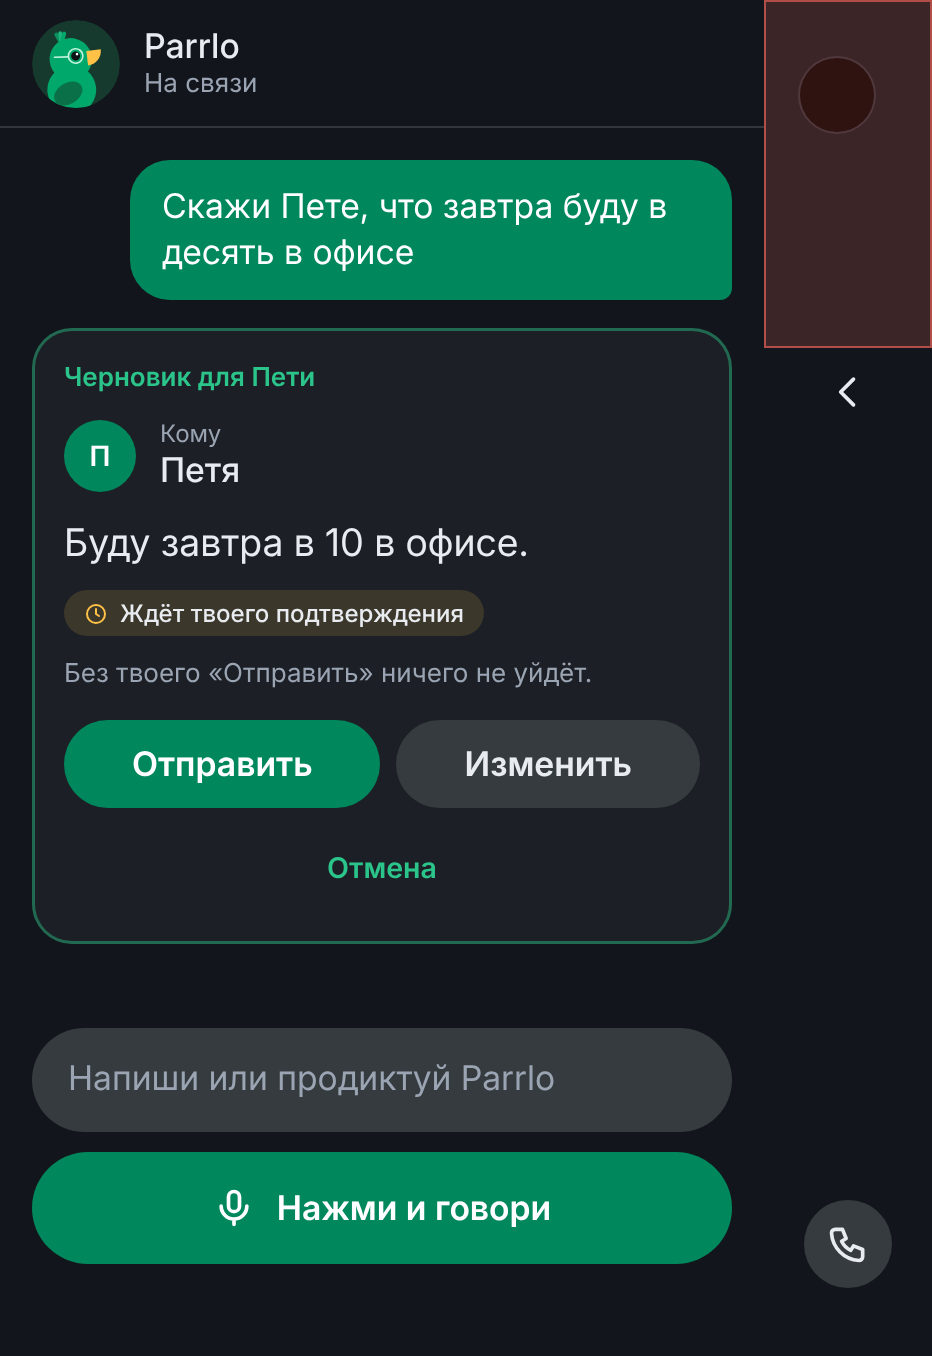 Parrlo
На связи
Скажи Пете, что завтра буду в
десять в офисе
Черновик для Пети
П
Кому
Петя
Буду завтра в 10 в офисе.
Ждёт твоего подтверждения
Без твоего «Отправить» ничего не уйдёт.
Отправить
Изменить
Отмена
Напиши или продиктуй Parrlo
Нажми и говори